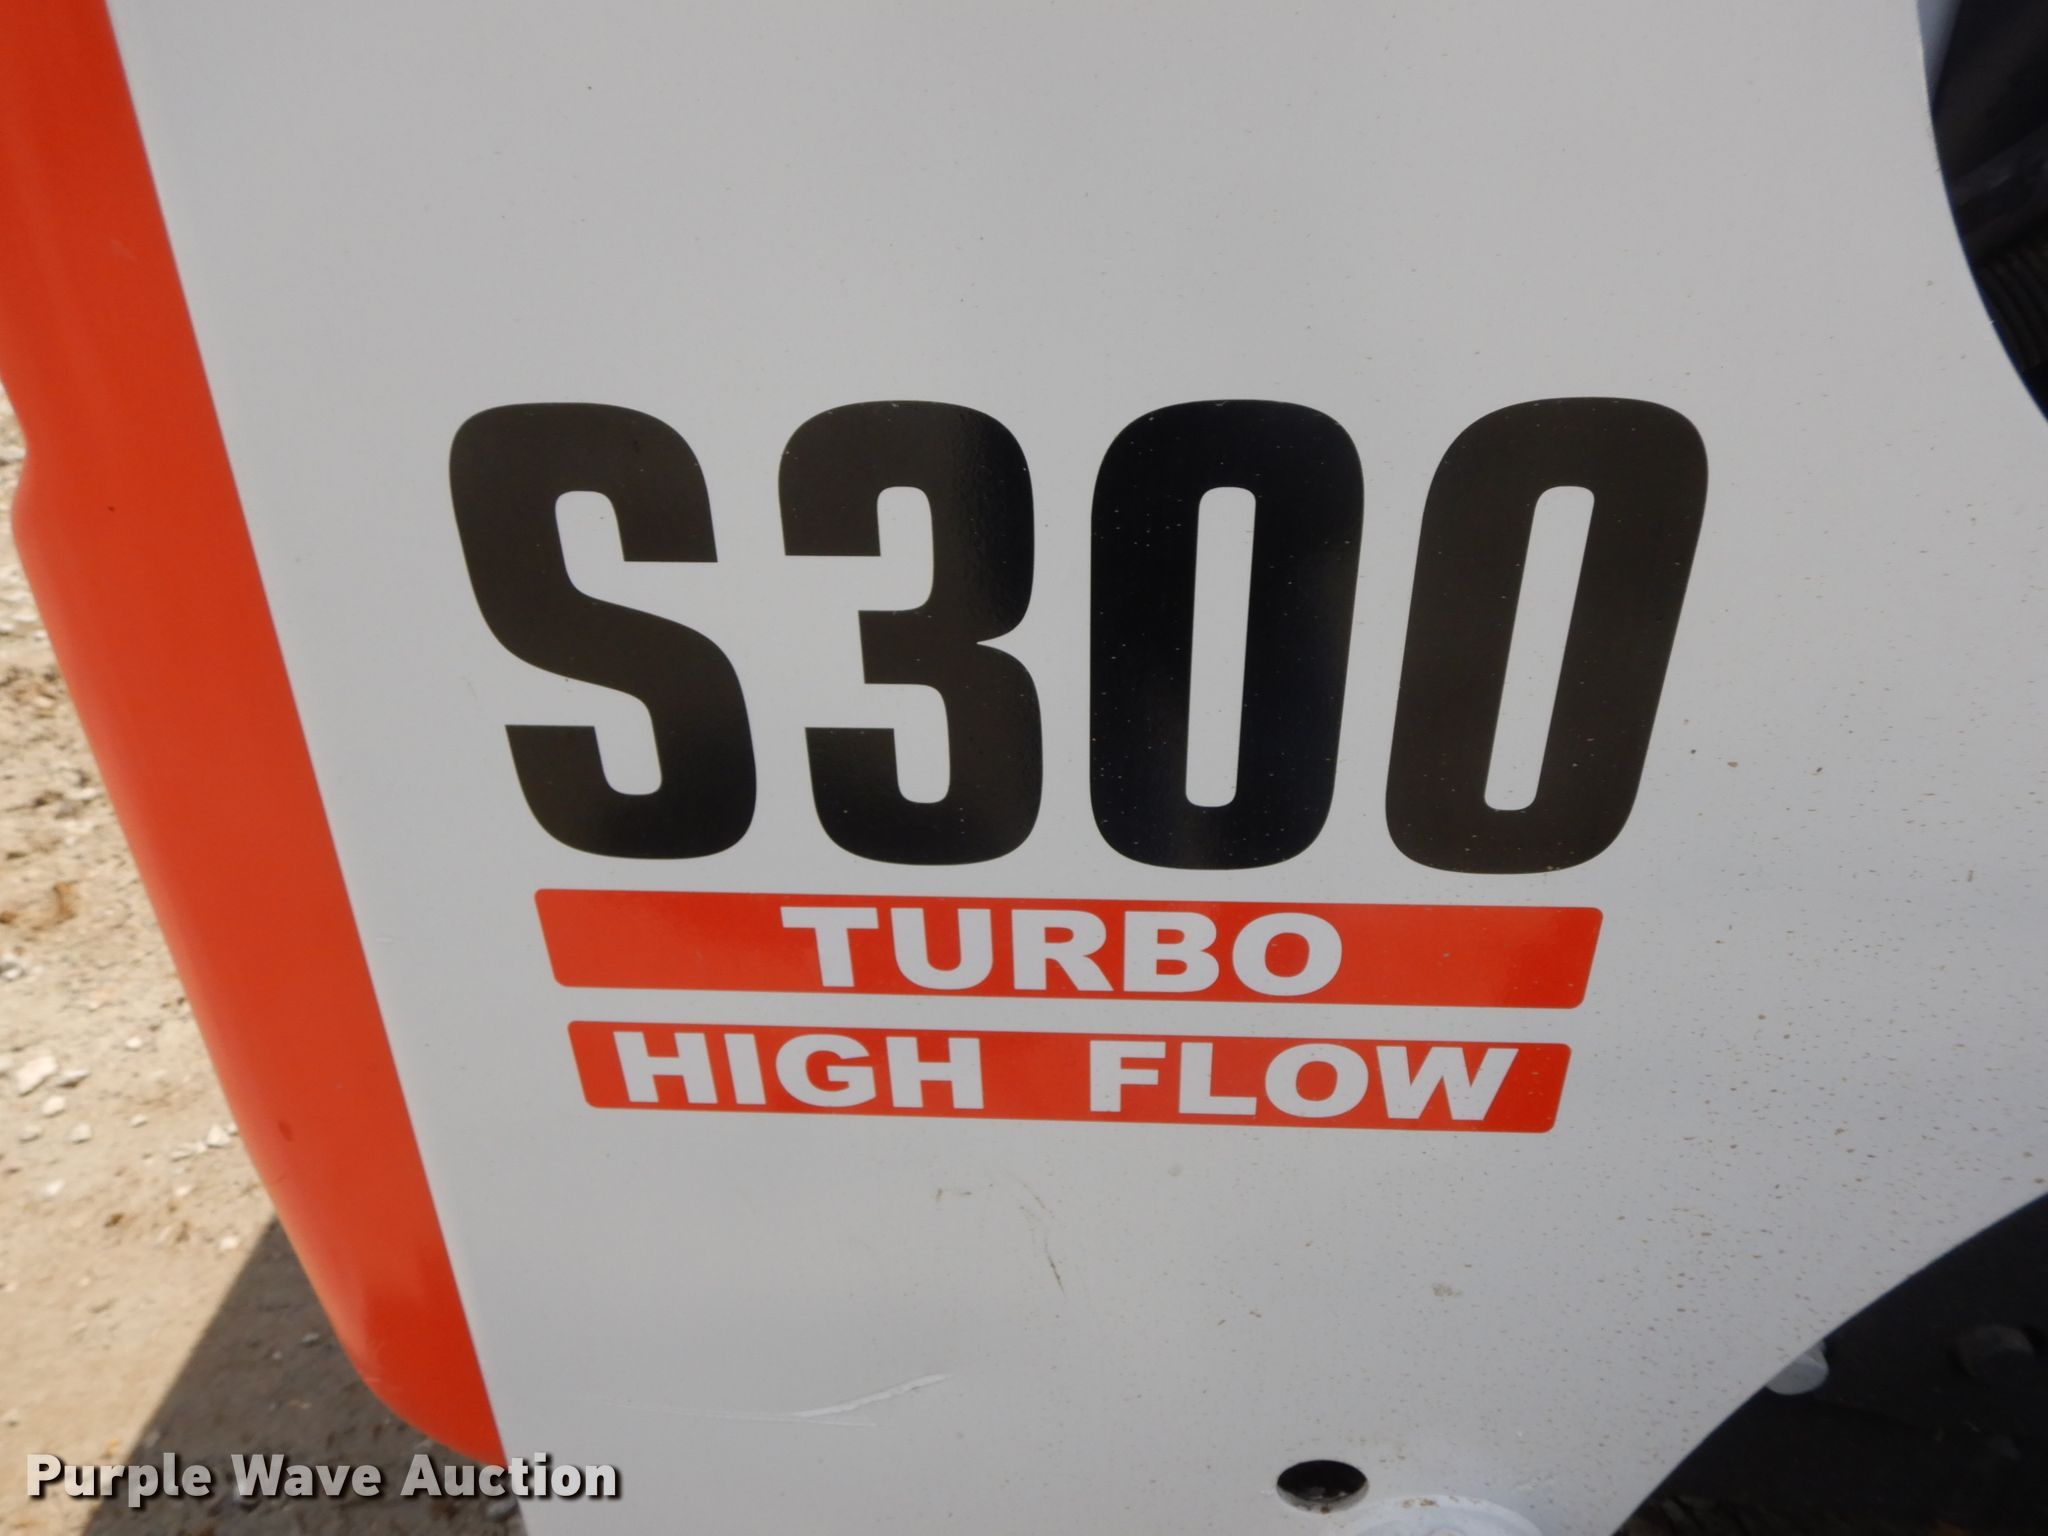 S300
TURBO
HIGH FLOW
Purple Wave Auction